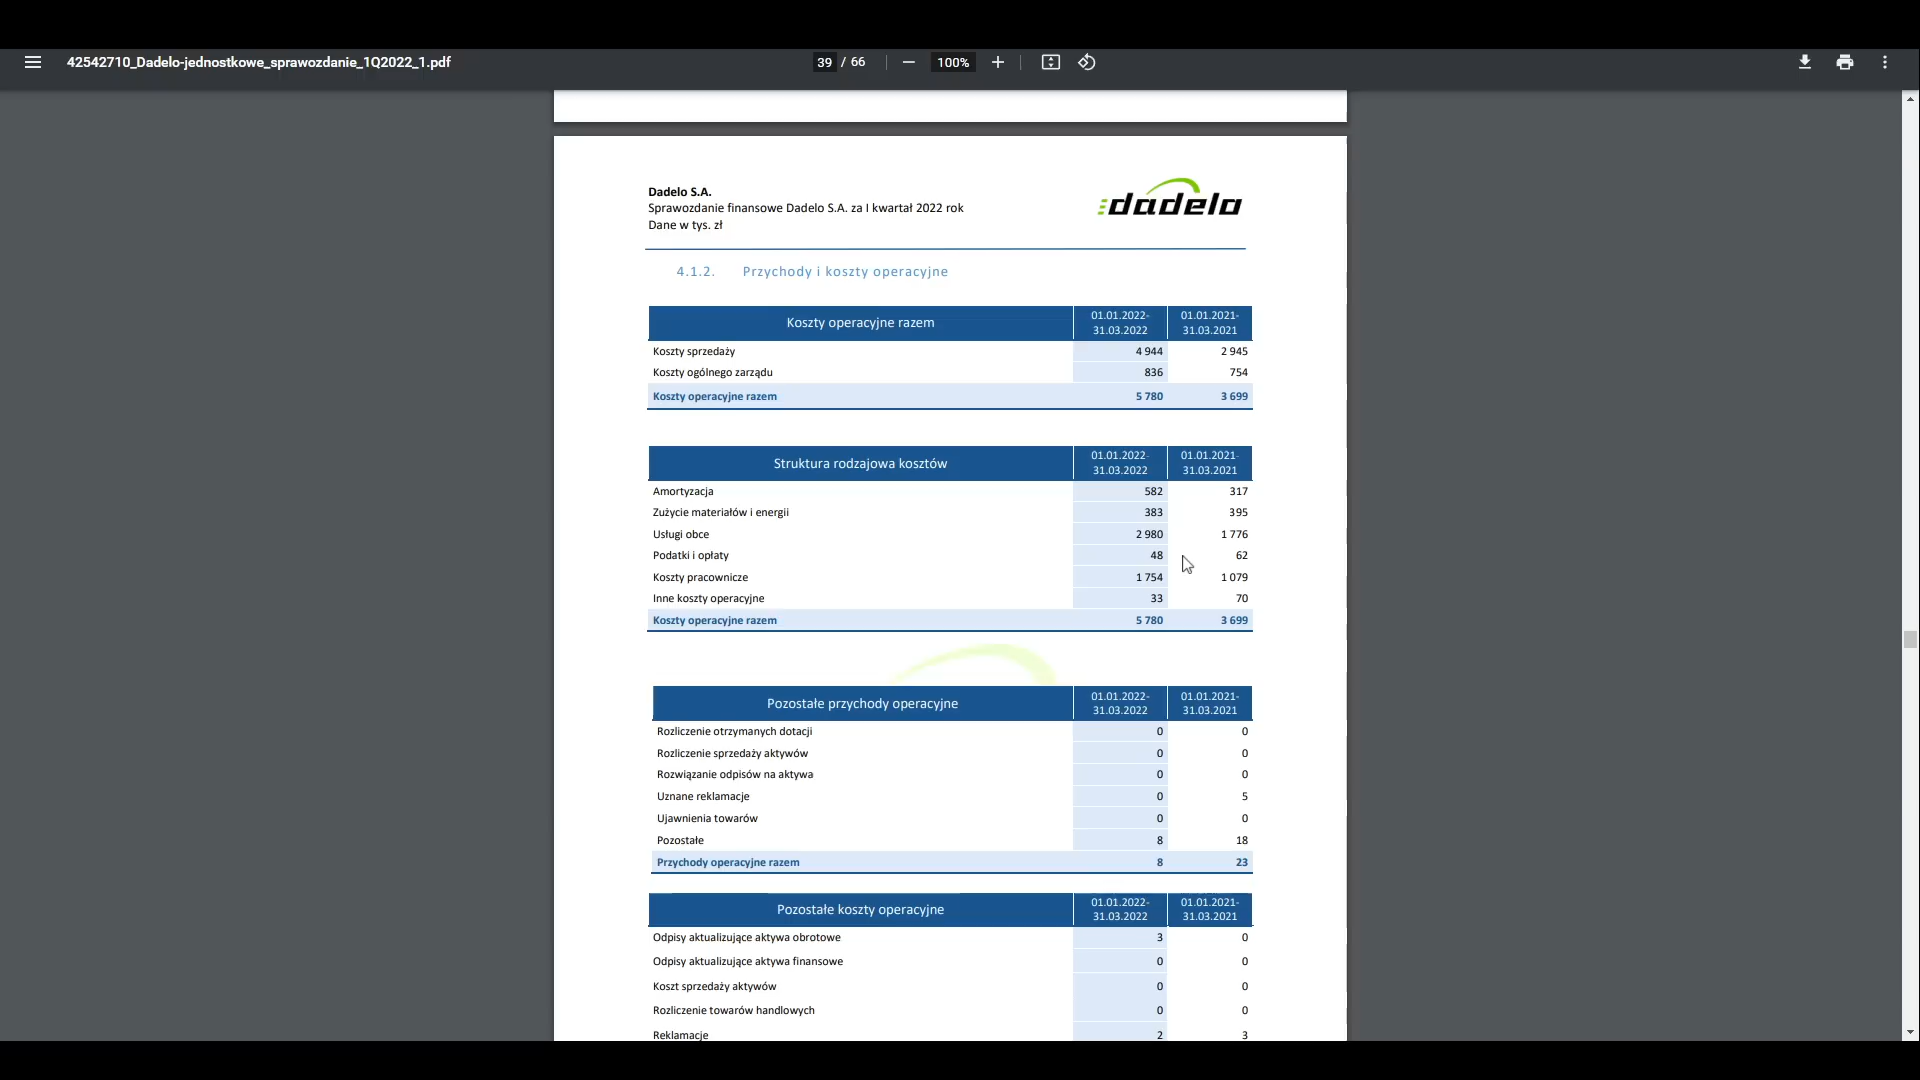 42542710_Dadelo-jednostkowe_sprawozdanie_1Q2022_1.pdf
39 / 66
100%
Dadelo S.A.
Sprawozdanie finansowe Dadelo S.A. za I kwartał 2022 rok
Dane w tys. zł
dadelo
4.1.2. Przychody i koszty operacyjne
Koszty operacyjne razem 01.01.2022-31.03.2022 01.01.2021-31.03.2021
Koszty sprzedaży 4 944 2 945
Koszty ogólnego zarządu 836 754
Koszty operacyjne razem 5 780 3 699
Struktura rodzajowa kosztów 01.01.2022-31.03.2022 01.01.2021-31.03.2021
Amortyzacja 582 317
Zużycie materiałów i energii 383 395
Usługi obce 2 980 1 776
Podatki i opłaty 48 62
Koszty pracownicze 1 754 1 079
Inne koszty operacyjne 33 70
Koszty operacyjne razem 5 780 3 699
Pozostałe przychody operacyjne 01.01.2022-31.03.2022 01.01.2021-31.03.2021
Rozliczenie otrzymanych dotacji 0 0
Rozliczenie sprzedaży aktywów 0 0
Rozwiązanie odpisów na aktywa 0 0
Uznane reklamacje 0 5
Ujawnienia towarów 0 0
Pozostałe 8 18
Przychody operacyjne razem 8 23
Pozostałe koszty operacyjne 01.01.2022-31.03.2022 01.01.2021-31.03.2021
Odpisy aktualizujące aktywa obrotowe 3 0
Odpisy aktualizujące aktywa finansowe 0 0
Koszt sprzedaży aktywów 0 0
Rozliczenie towarów handlowych 0 0
Reklamacje 2 3